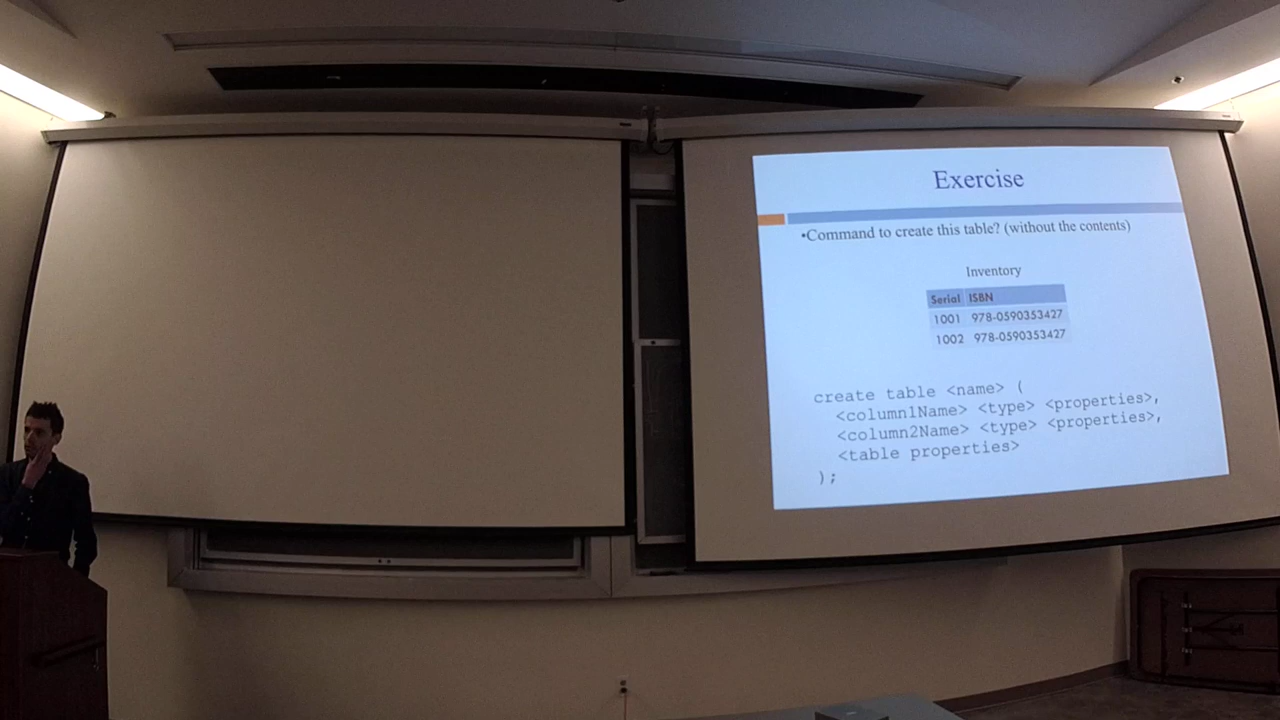 Exercise
•Command to create this table? (without the contents)
Inventory
Serial ISBN
1001 978-0590353427
1002 978-0590353427
create table <name> (
<column1Name> <type> <properties>,
<column2Name> <type> <properties>,
<table properties>
);